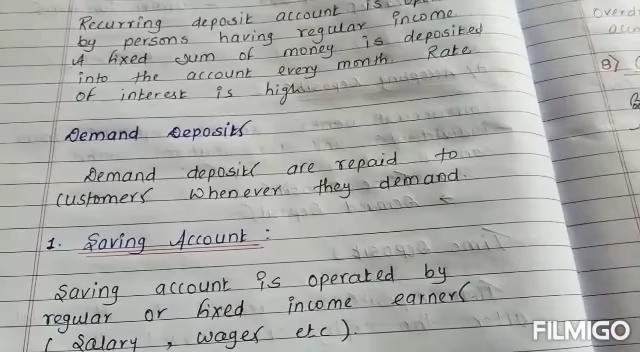 Recurring deposit account is
by persons having regular income
A fixed sum of money is deposited
into the account every month. Rate
of interest is high
Demand Deposits
Demand deposits are repaid to
customers whenever they demand.
1. Saving Account :
Saving account is operated by
regular or fixed income earners.
( Salary , wages etc ).
Overd
B)
FILMIGO